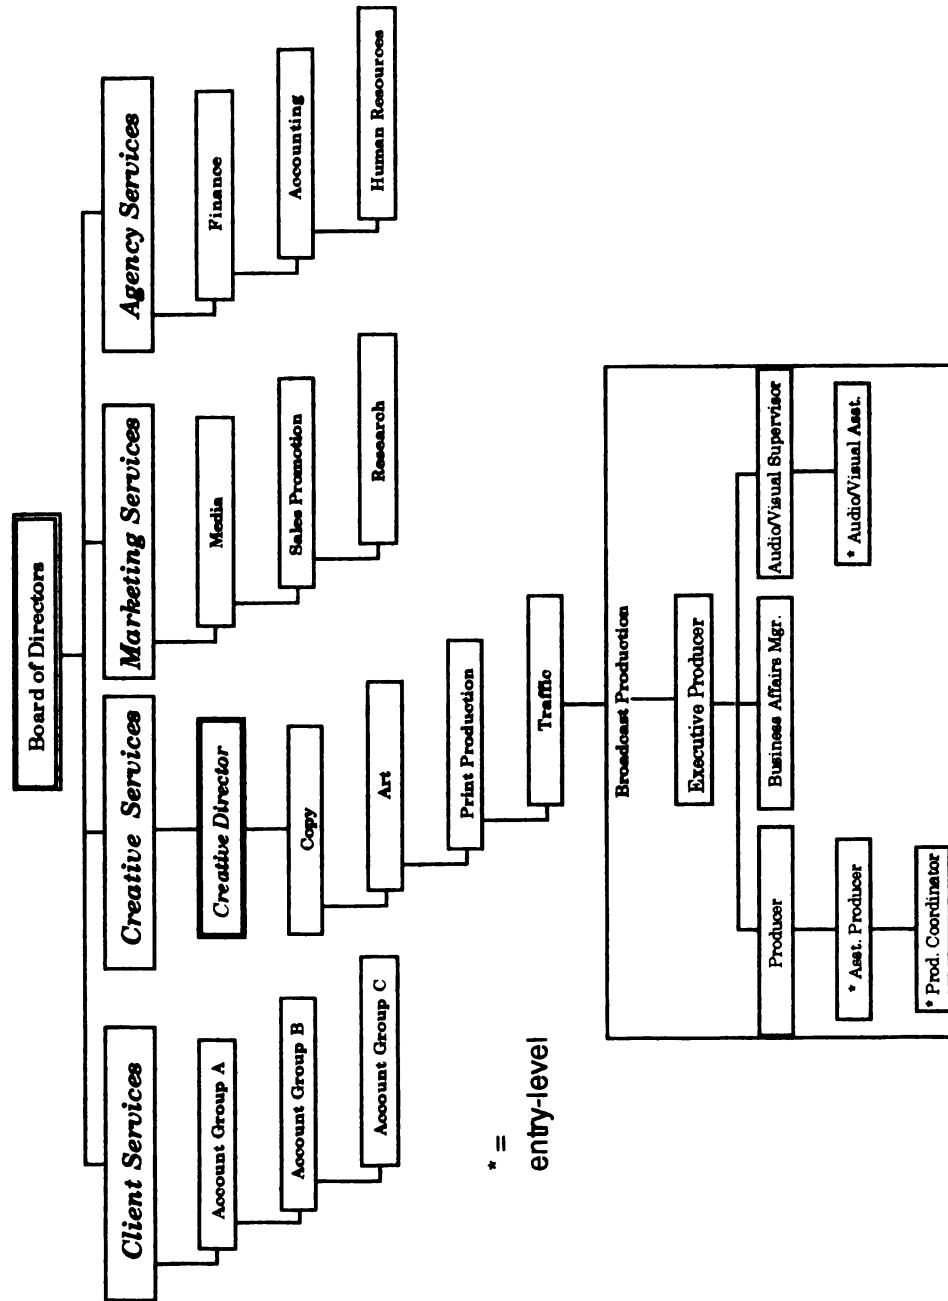 Board of Directors
Client Services
Creative Services
Marketing Services
Agency Services
Account Group A
Creative Director
Media
Finance
Account Group B
Copy
Sales Promotion
Accounting
Account Group C
Art
Research
Human Resources
Print Production
* =
entry-level
Traffic
Broadcast Production
Executive Producer
Producer
Business Affairs Mgr.
Audio/Visual Supervisor
* Asst. Producer
* Audio/Visual Asst.
* Prod. Coordinator